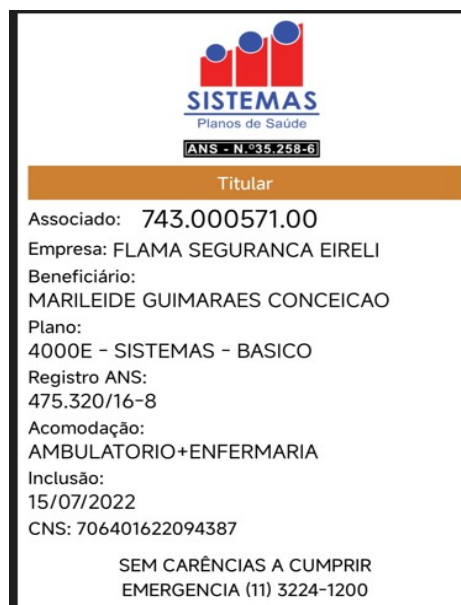 SISTEMAS
Planos de Saúde
ANS - N.º35.258-6
Titular
Associado: 743.000571.00
Empresa: FLAMA SEGURANCA EIRELI
Beneficiário:
MARILEIDE GUIMARAES CONCEICAO
Plano:
4000E - SISTEMAS - BASICO
Registro ANS:
475.320/16-8
Acomodação:
AMBULATORIO+ENFERMARIA
Inclusão:
15/07/2022
CNS: 706401622094387
SEM CARÊNCIAS A CUMPRIR
EMERGENCIA (11) 3224-1200